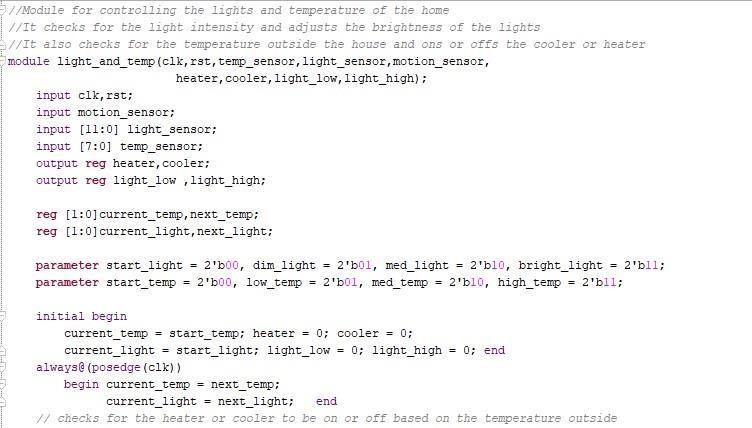 //Module for controlling the lights and temperature of the home
//It checks for the light intensity and adjusts the brightness of the lights
//It also checks for the temperature outside the house and ons or offs the cooler or heater
module light_and_temp(clk,rst,temp_sensor,light_sensor,motion_sensor,
heater,cooler,light_low,light_high);
input clk,rst;
input motion_sensor;
input [11:0] light_sensor;
input [7:0] temp_sensor;
output reg heater,cooler;
output reg light_low ,light_high;
reg [1:0]current_temp,next_temp;
reg [1:0]current_light,next_light;
parameter start_light = 2'b00, dim_light = 2'b01, med_light = 2'b10, bright_light = 2'b11;
parameter start_temp = 2'b00, low_temp = 2'b01, med_temp = 2'b10, high_temp = 2'b11;
initial begin
current_temp = start_temp; heater = 0; cooler = 0;
current_light = start_light; light_low = 0; light_high = 0; end
always@(posedge(clk))
begin current_temp = next_temp;
current_light = next_light; end
// checks for the heater or cooler to be on or off based on the temperature outside